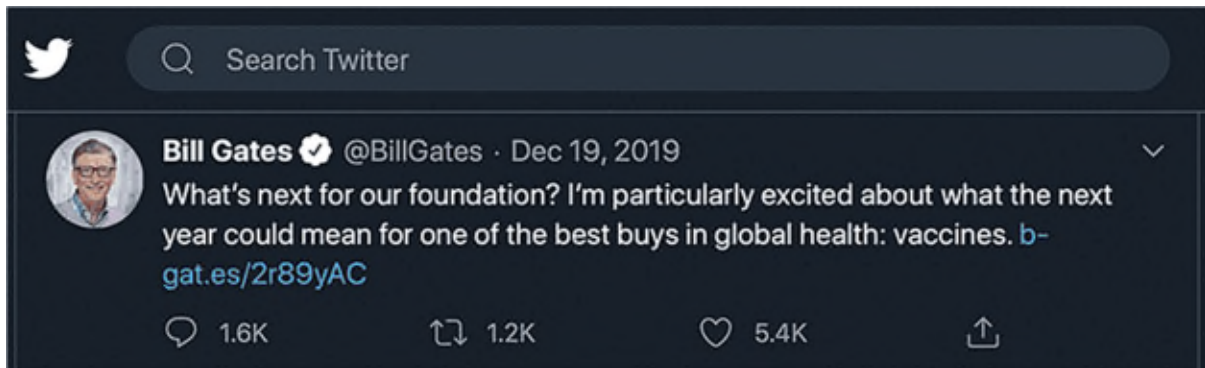 Search Twitter
Bill Gates @BillGates · Dec 19, 2019
What's next for our foundation? I'm particularly excited about what the next
year could mean for one of the best buys in global health: vaccines. b-
gat.es/2r89yAC
1.6K 1.2K 5.4K